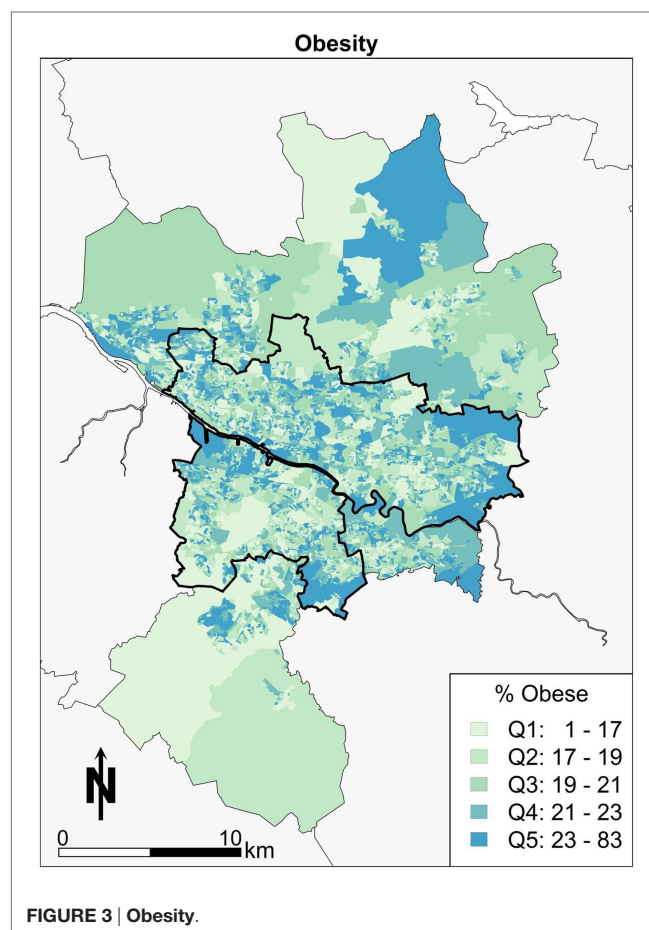 Obesity
% Obese
Q1: 1 - 17
Q2: 17 - 19
Q3: 19 - 21
Q4: 21 - 23
Q5: 23 - 83
N
0 10
km
FIGURE 3 | Obesity.